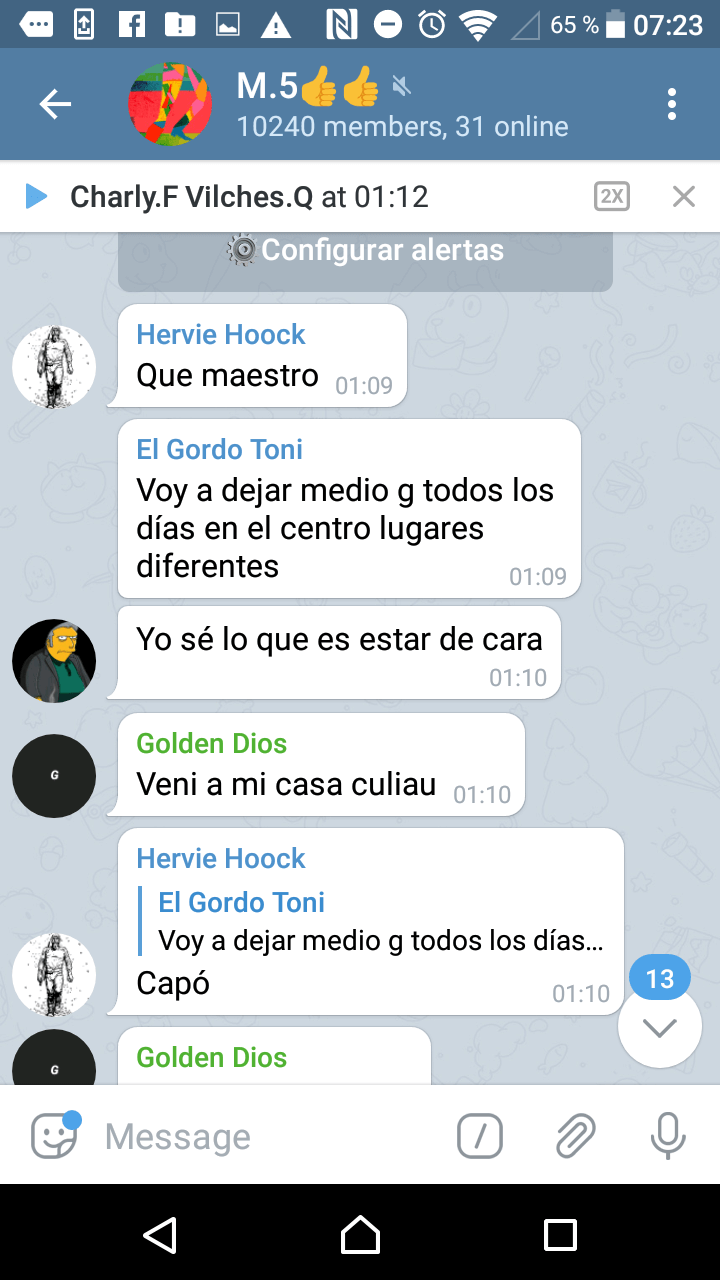 65 % 07:23
M.5👍👍
10240 members, 31 online
Charly.F Vilches.Q at 01:12 2X
Configurar alertas
Hervie Hoock
Que maestro 01:09
El Gordo Toni
Voy a dejar medio g todos los
días en el centro lugares
diferentes 01:09
Yo sé lo que es estar de cara
01:10
Golden Dios
G
Veni a mi casa culiau 01:10
Hervie Hoock
El Gordo Toni
Voy a dejar medio g todos los días...
Capó 01:10
13
Golden Dios
G
Message